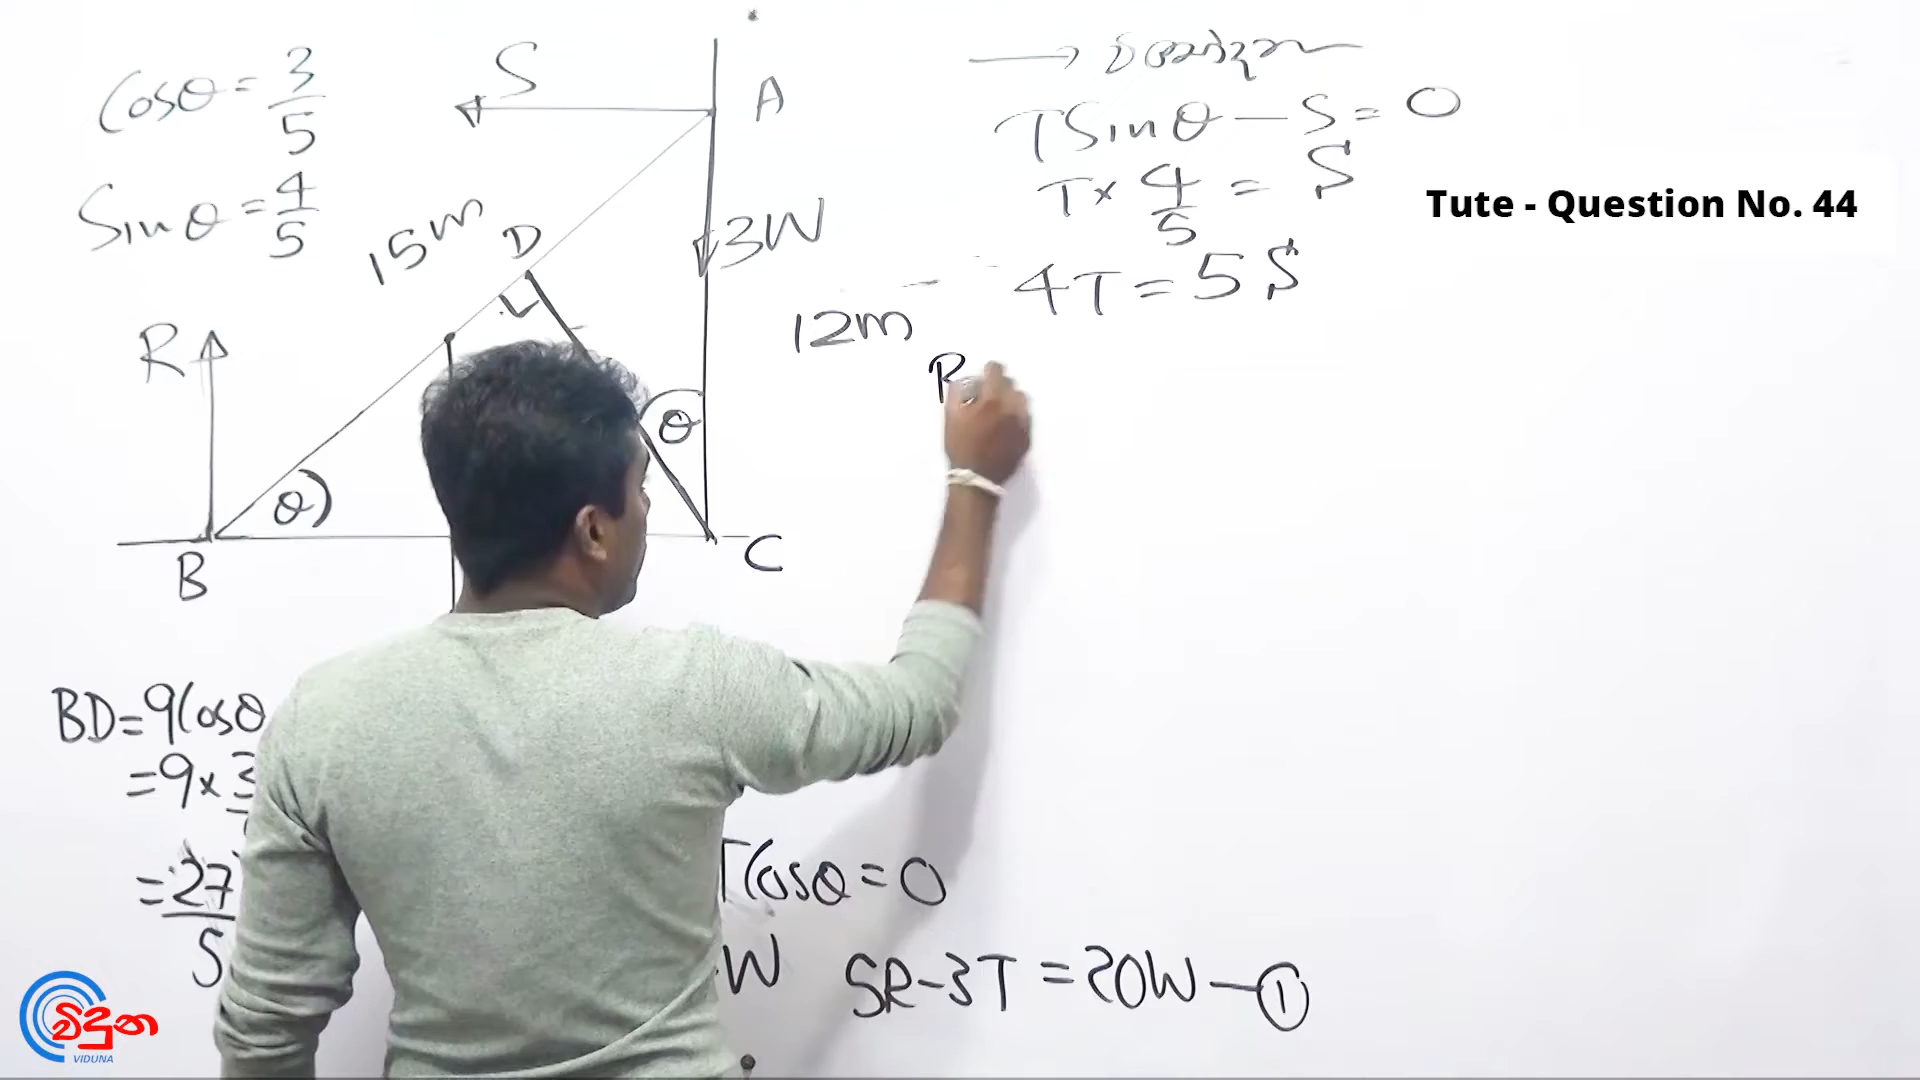 Cosθ = 3/5
Sinθ = 4/5
S
A
15m
D
3W
12m
R
θ
θ
B
C
TSinθ - S = 0
T × 4/5 = S
4T = 5S
R
Tute - Question No. 44
BD = 9Cosθ
= 9 × 3
= 27/5
TCosθ = 0
W
5R - 3T = 20W - ①
විදුන
VIDUNA